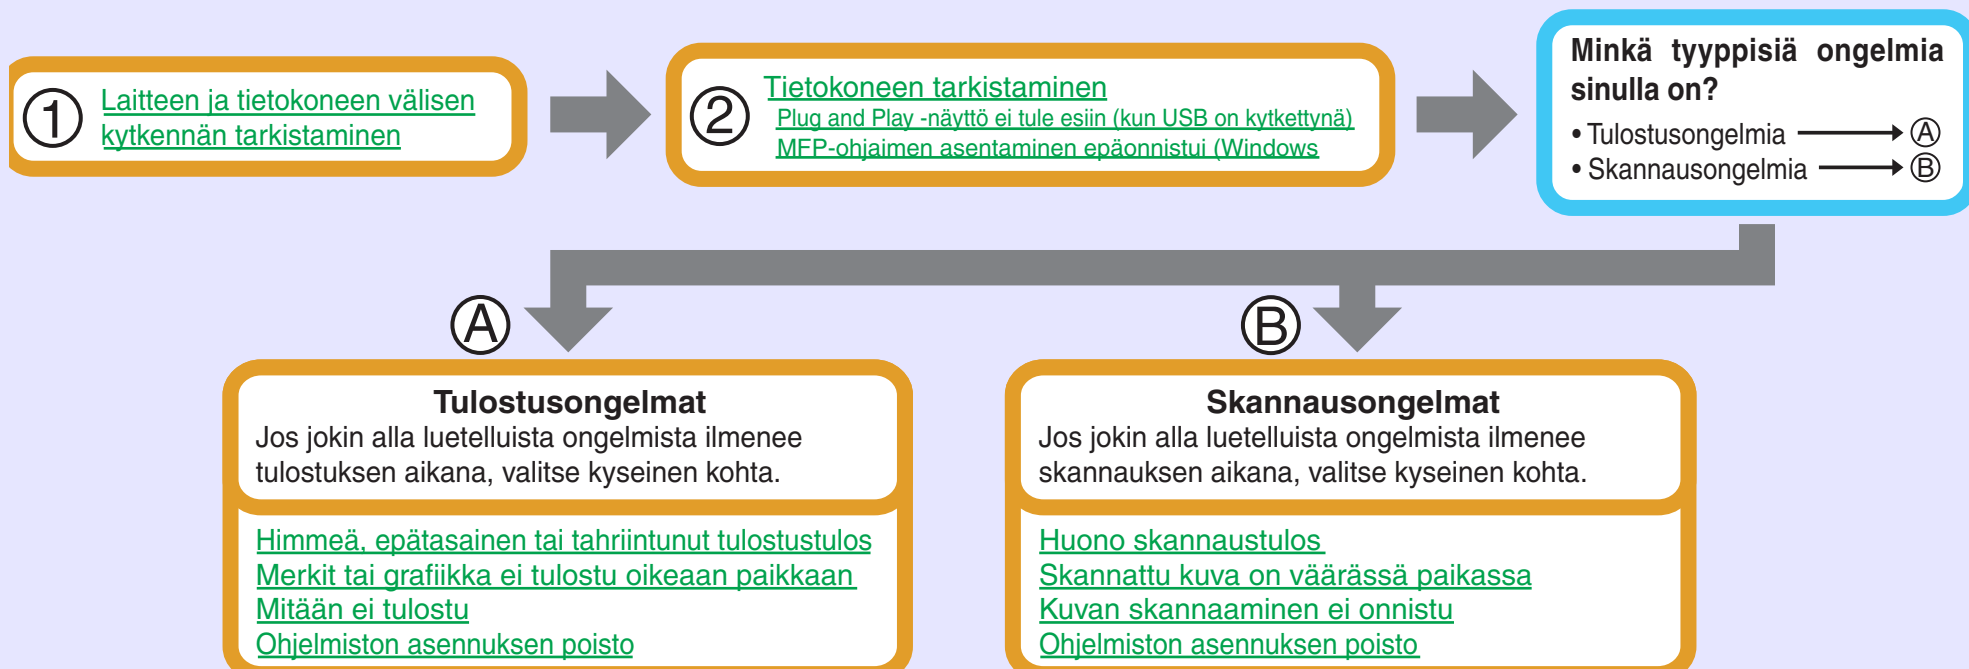 ① Laitteen ja tietokoneen välisen
kytkennän tarkistaminen
② Tietokoneen tarkistaminen
Plug and Play -näyttö ei tule esiin (kun USB on kytkettynä)
MFP-ohjaimen asentaminen epäonnistui (Windows
Minkä tyyppisiä ongelmia
sinulla on?
• Tulostusongelmia Ⓐ
• Skannausongelmia Ⓑ
Ⓐ
Tulostusongelmat
Jos jokin alla luetelluista ongelmista ilmenee
tulostuksen aikana, valitse kyseinen kohta.
Himmeä, epätasainen tai tahriintunut tulostustulos
Merkit tai grafiikka ei tulostu oikeaan paikkaan
Mitään ei tulostu
Ohjelmiston asennuksen poisto
Ⓑ
Skannausongelmat
Jos jokin alla luetelluista ongelmista ilmenee
skannauksen aikana, valitse kyseinen kohta.
Huono skannaustulos
Skannattu kuva on väärässä paikassa
Kuvan skannaaminen ei onnistu
Ohjelmiston asennuksen poisto